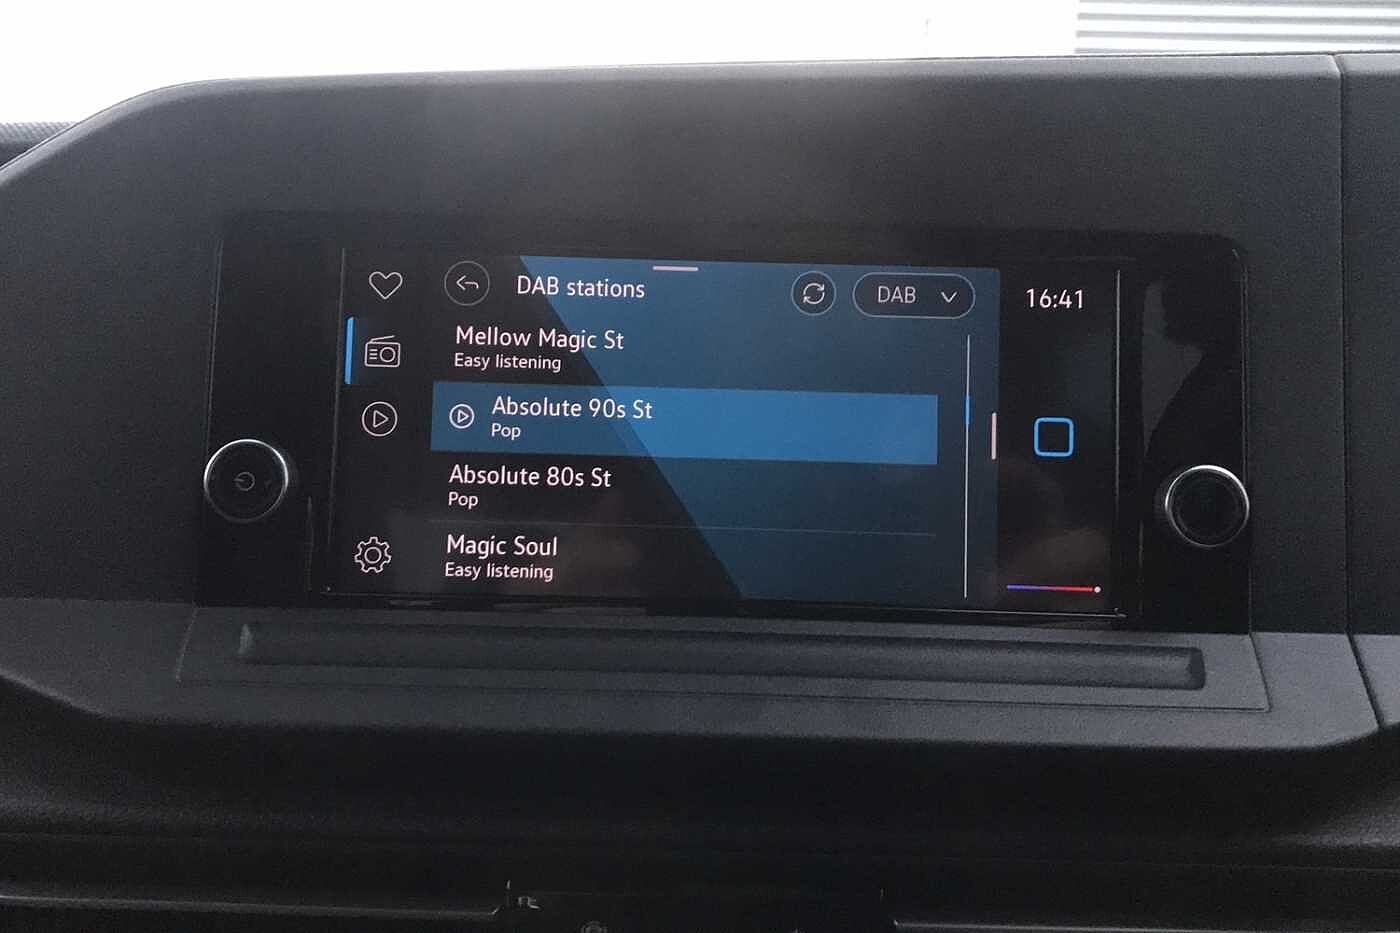 DAB stations
DAB
16:41
Mellow Magic St
Easy listening
Absolute 90s St
Pop
Absolute 80s St
Pop
Magic Soul
Easy listening